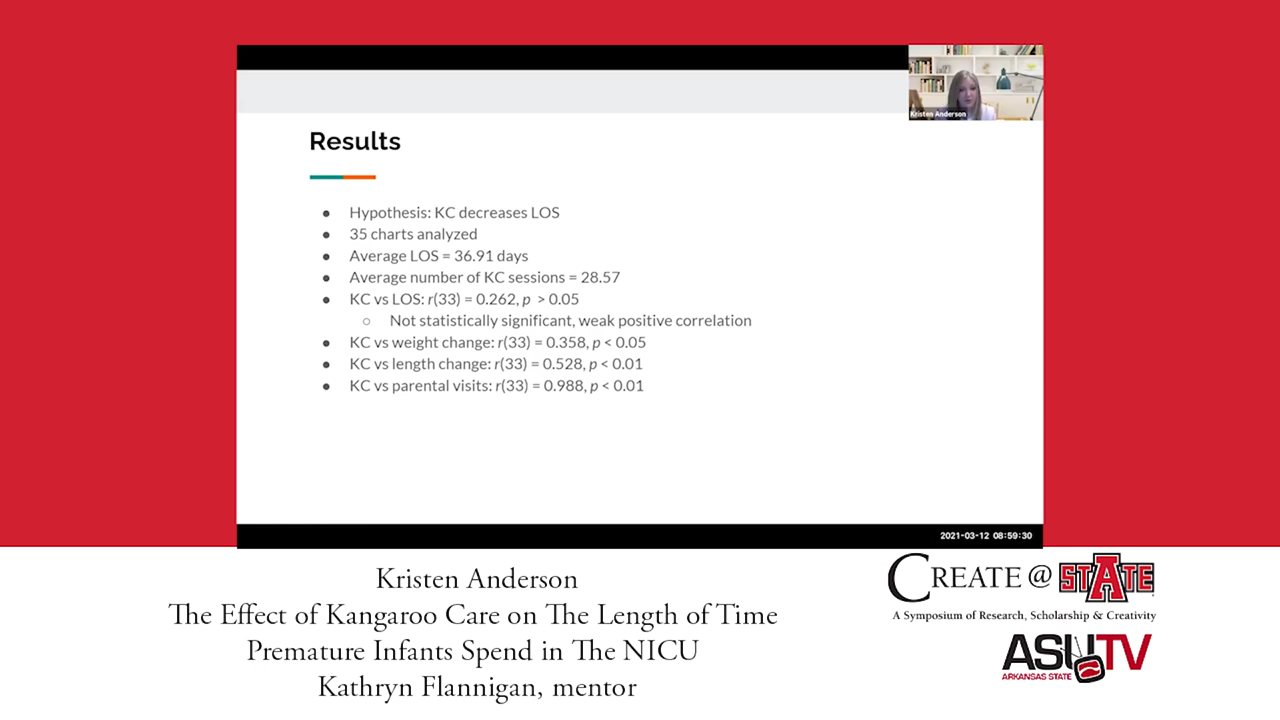 Kristen Anderson
Results
● Hypothesis: KC decreases LOS
● 35 charts analyzed
● Average LOS = 36.91 days
● Average number of KC sessions = 28.57
● KC vs LOS: r(33) = 0.262, p > 0.05
○ Not statistically significant, weak positive correlation
● KC vs weight change: r(33) = 0.358, p < 0.05
● KC vs length change: r(33) = 0.528, p < 0.01
● KC vs parental visits: r(33) = 0.988, p < 0.01
2021-03-12 08:59:30
Kristen Anderson
The Effect of Kangaroo Care on The Length of Time
Premature Infants Spend in The NICU
Kathryn Flannigan, mentor
CREATE @ STATE
A Symposium of Research, Scholarship & Creativity
ASU TV
ARKANSAS STATE